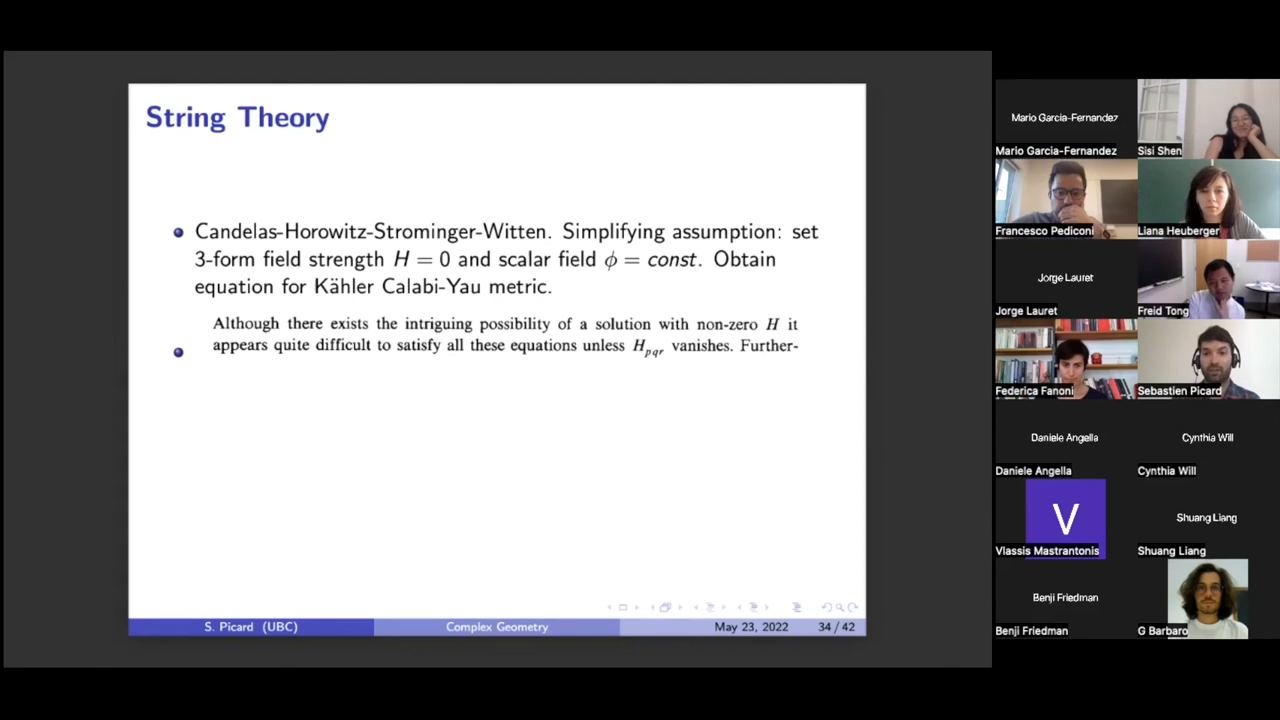 String Theory
Candelas-Horowitz-Strominger-Witten. Simplifying assumption: set
3-form field strength H = 0 and scalar field ϕ = const. Obtain
equation for Kähler Calabi-Yau metric.
Although there exists the intriguing possibility of a solution with non-zero H it
appears quite difficult to satisfy all these equations unless Hpqr vanishes. Further-
S. Picard (UBC)
Complex Geometry
May 23, 2022
34 / 42
Mario Garcia-Fernandez
Mario Garcia-Fernandez
Sisi Shen
Francesco Pediconi
Liana Heuberger
Jorge Lauret
Jorge Lauret
Freid Tong
Federica Fanoni
Sebastien Picard
Daniele Angella
Daniele Angella
Cynthia Will
Cynthia Will
V
Vlassis Mastrantonis
Shuang Liang
Shuang Liang
Benji Friedman
Benji Friedman
G Barbaro